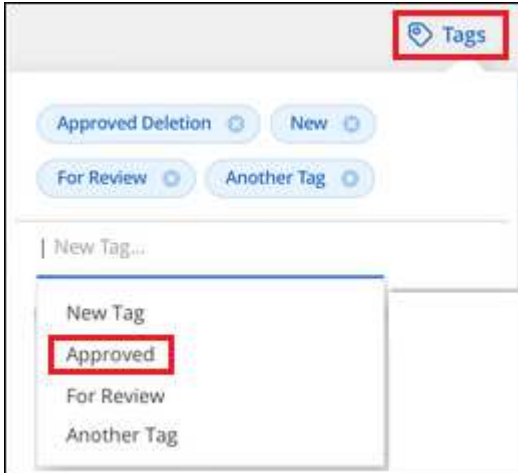 Tags
Approved Deletion New
For Review Another Tag
New Tag...
New Tag
Approved
For Review
Another Tag